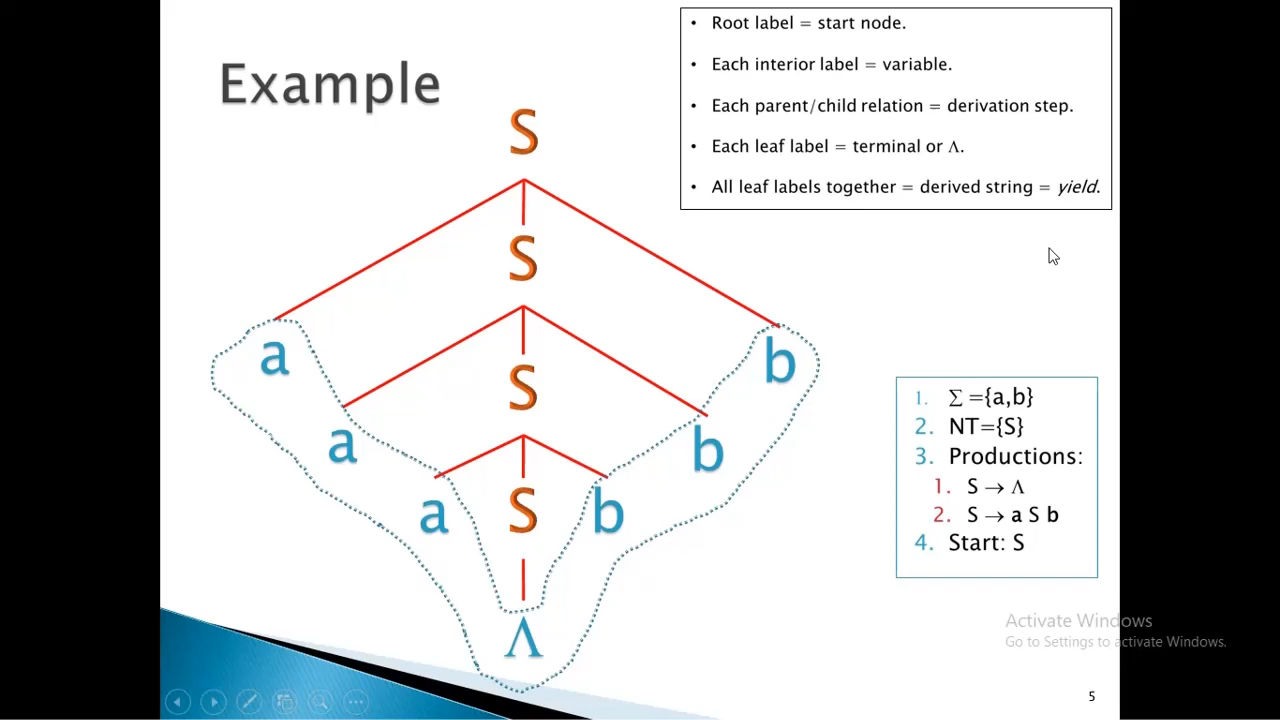 Example
• Root label = start node.
• Each interior label = variable.
• Each parent/child relation = derivation step.
• Each leaf label = terminal or Λ.
• All leaf labels together = derived string = yield.
S
S
a
b
S
a
b
a
S
b
Λ
1. ∑ ={a,b}
2. NT={S}
3. Productions:
1. S → Λ
2. S → a S b
4. Start: S
Activate Windows
Go to Settings to activate Windows.
5